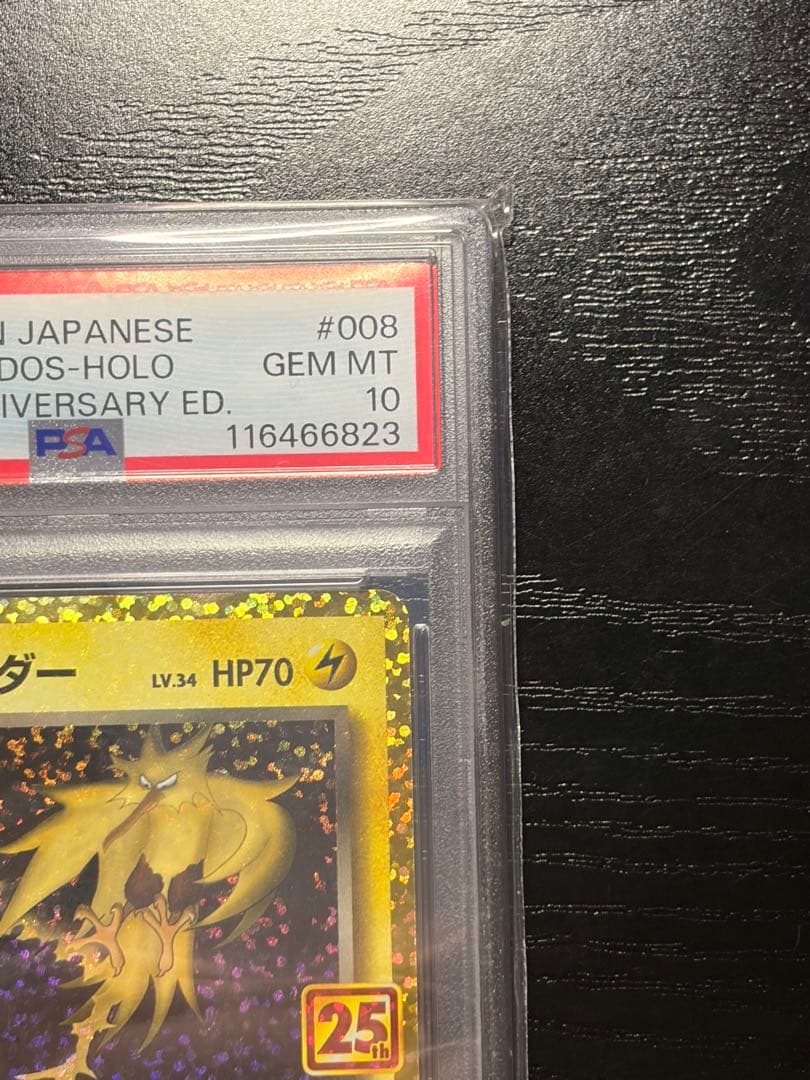 N JAPANESE #008
DOS-HOLO GEM MT
IVERSARY ED. 10
PSA 116466823
ダー LV.34 HP70
25th